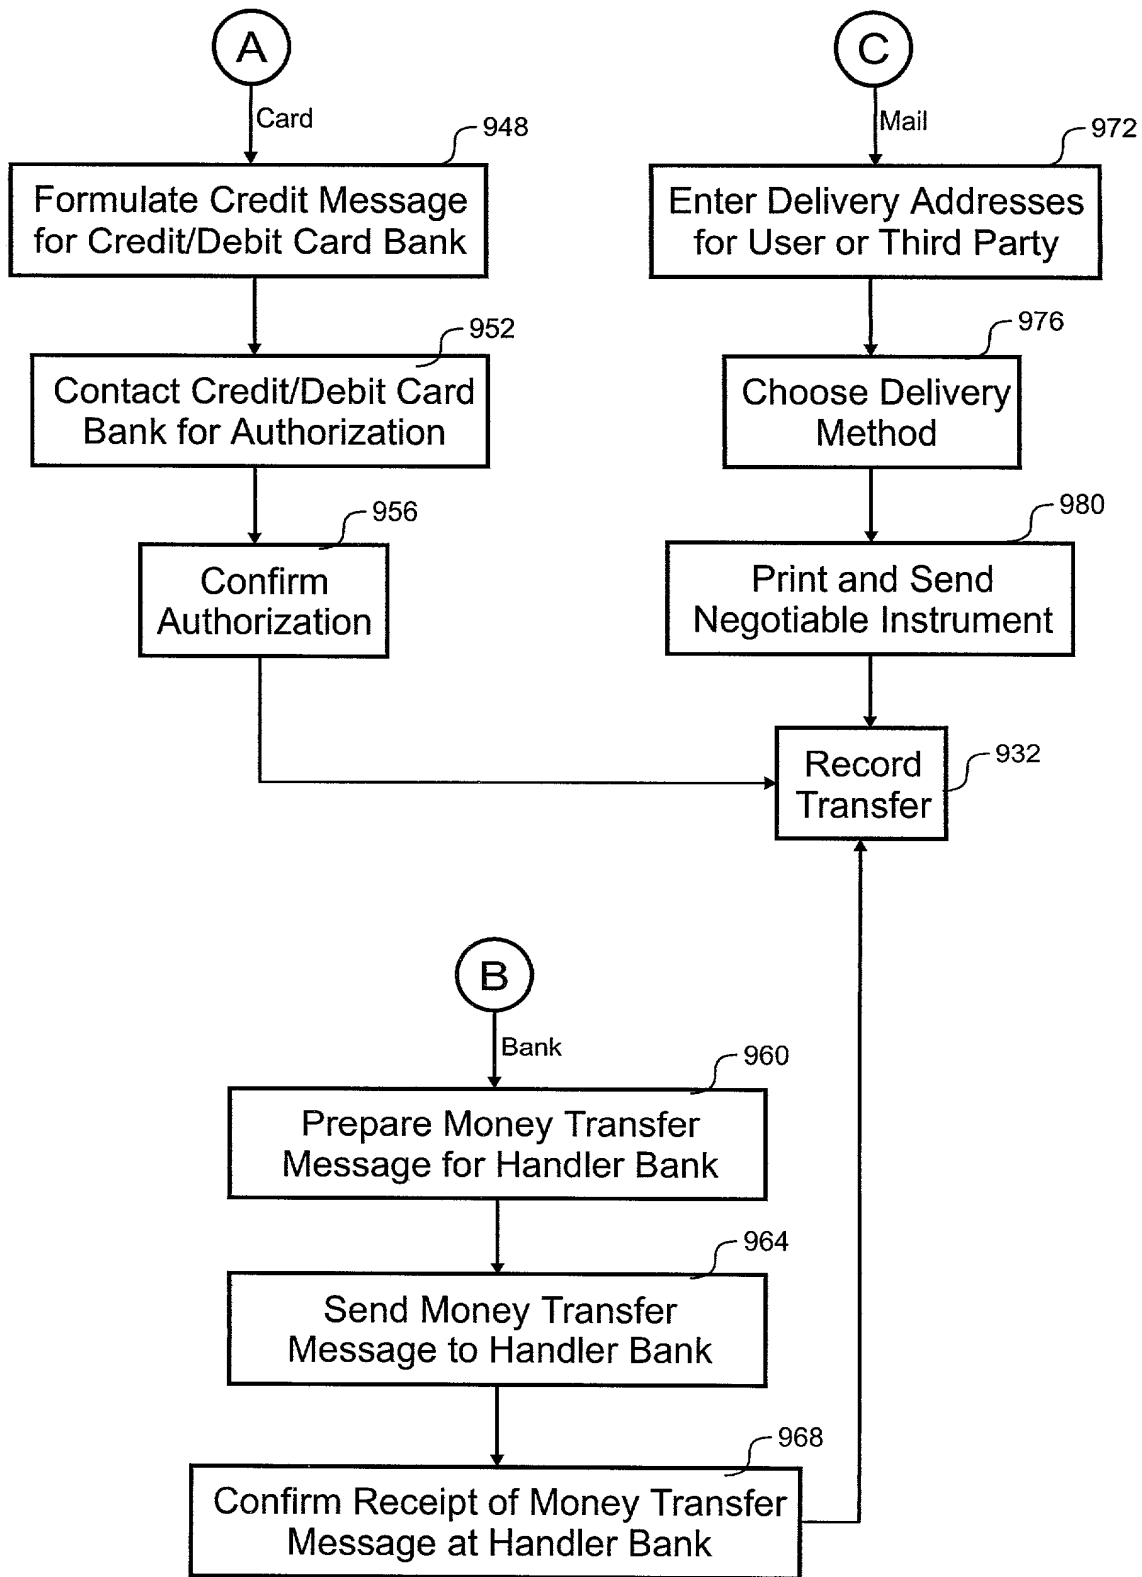 A
Card
948
Formulate Credit Message
for Credit/Debit Card Bank
952
Contact Credit/Debit Card
Bank for Authorization
956
Confirm
Authorization
C
Mail
972
Enter Delivery Addresses
for User or Third Party
976
Choose Delivery
Method
980
Print and Send
Negotiable Instrument
Record
Transfer
932
B
Bank
960
Prepare Money Transfer
Message for Handler Bank
964
Send Money Transfer
Message to Handler Bank
968
Confirm Receipt of Money Transfer
Message at Handler Bank